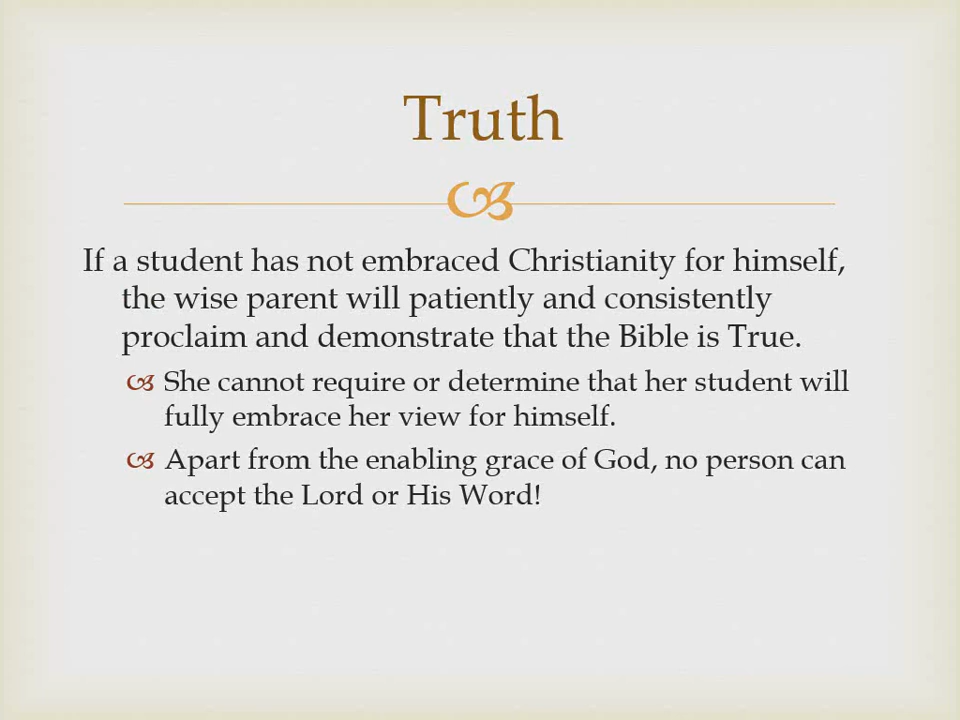 Truth
If a student has not embraced Christianity for himself,
the wise parent will patiently and consistently
proclaim and demonstrate that the Bible is True.
She cannot require or determine that her student will
fully embrace her view for himself.
Apart from the enabling grace of God, no person can
accept the Lord or His Word!